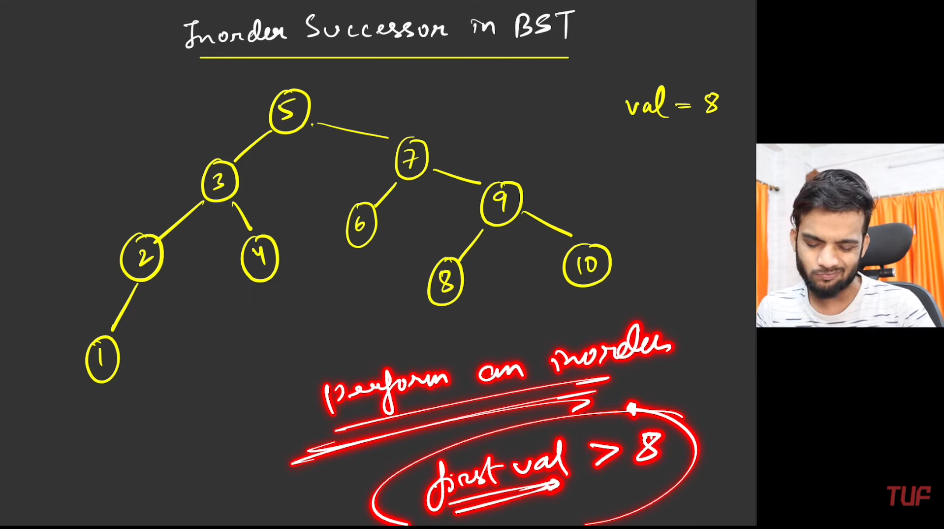 Inorder Successor in BST
val = 8
5
7
3
9
6
2
4
8
10
1
perform an inorder
first val > 8
TUF